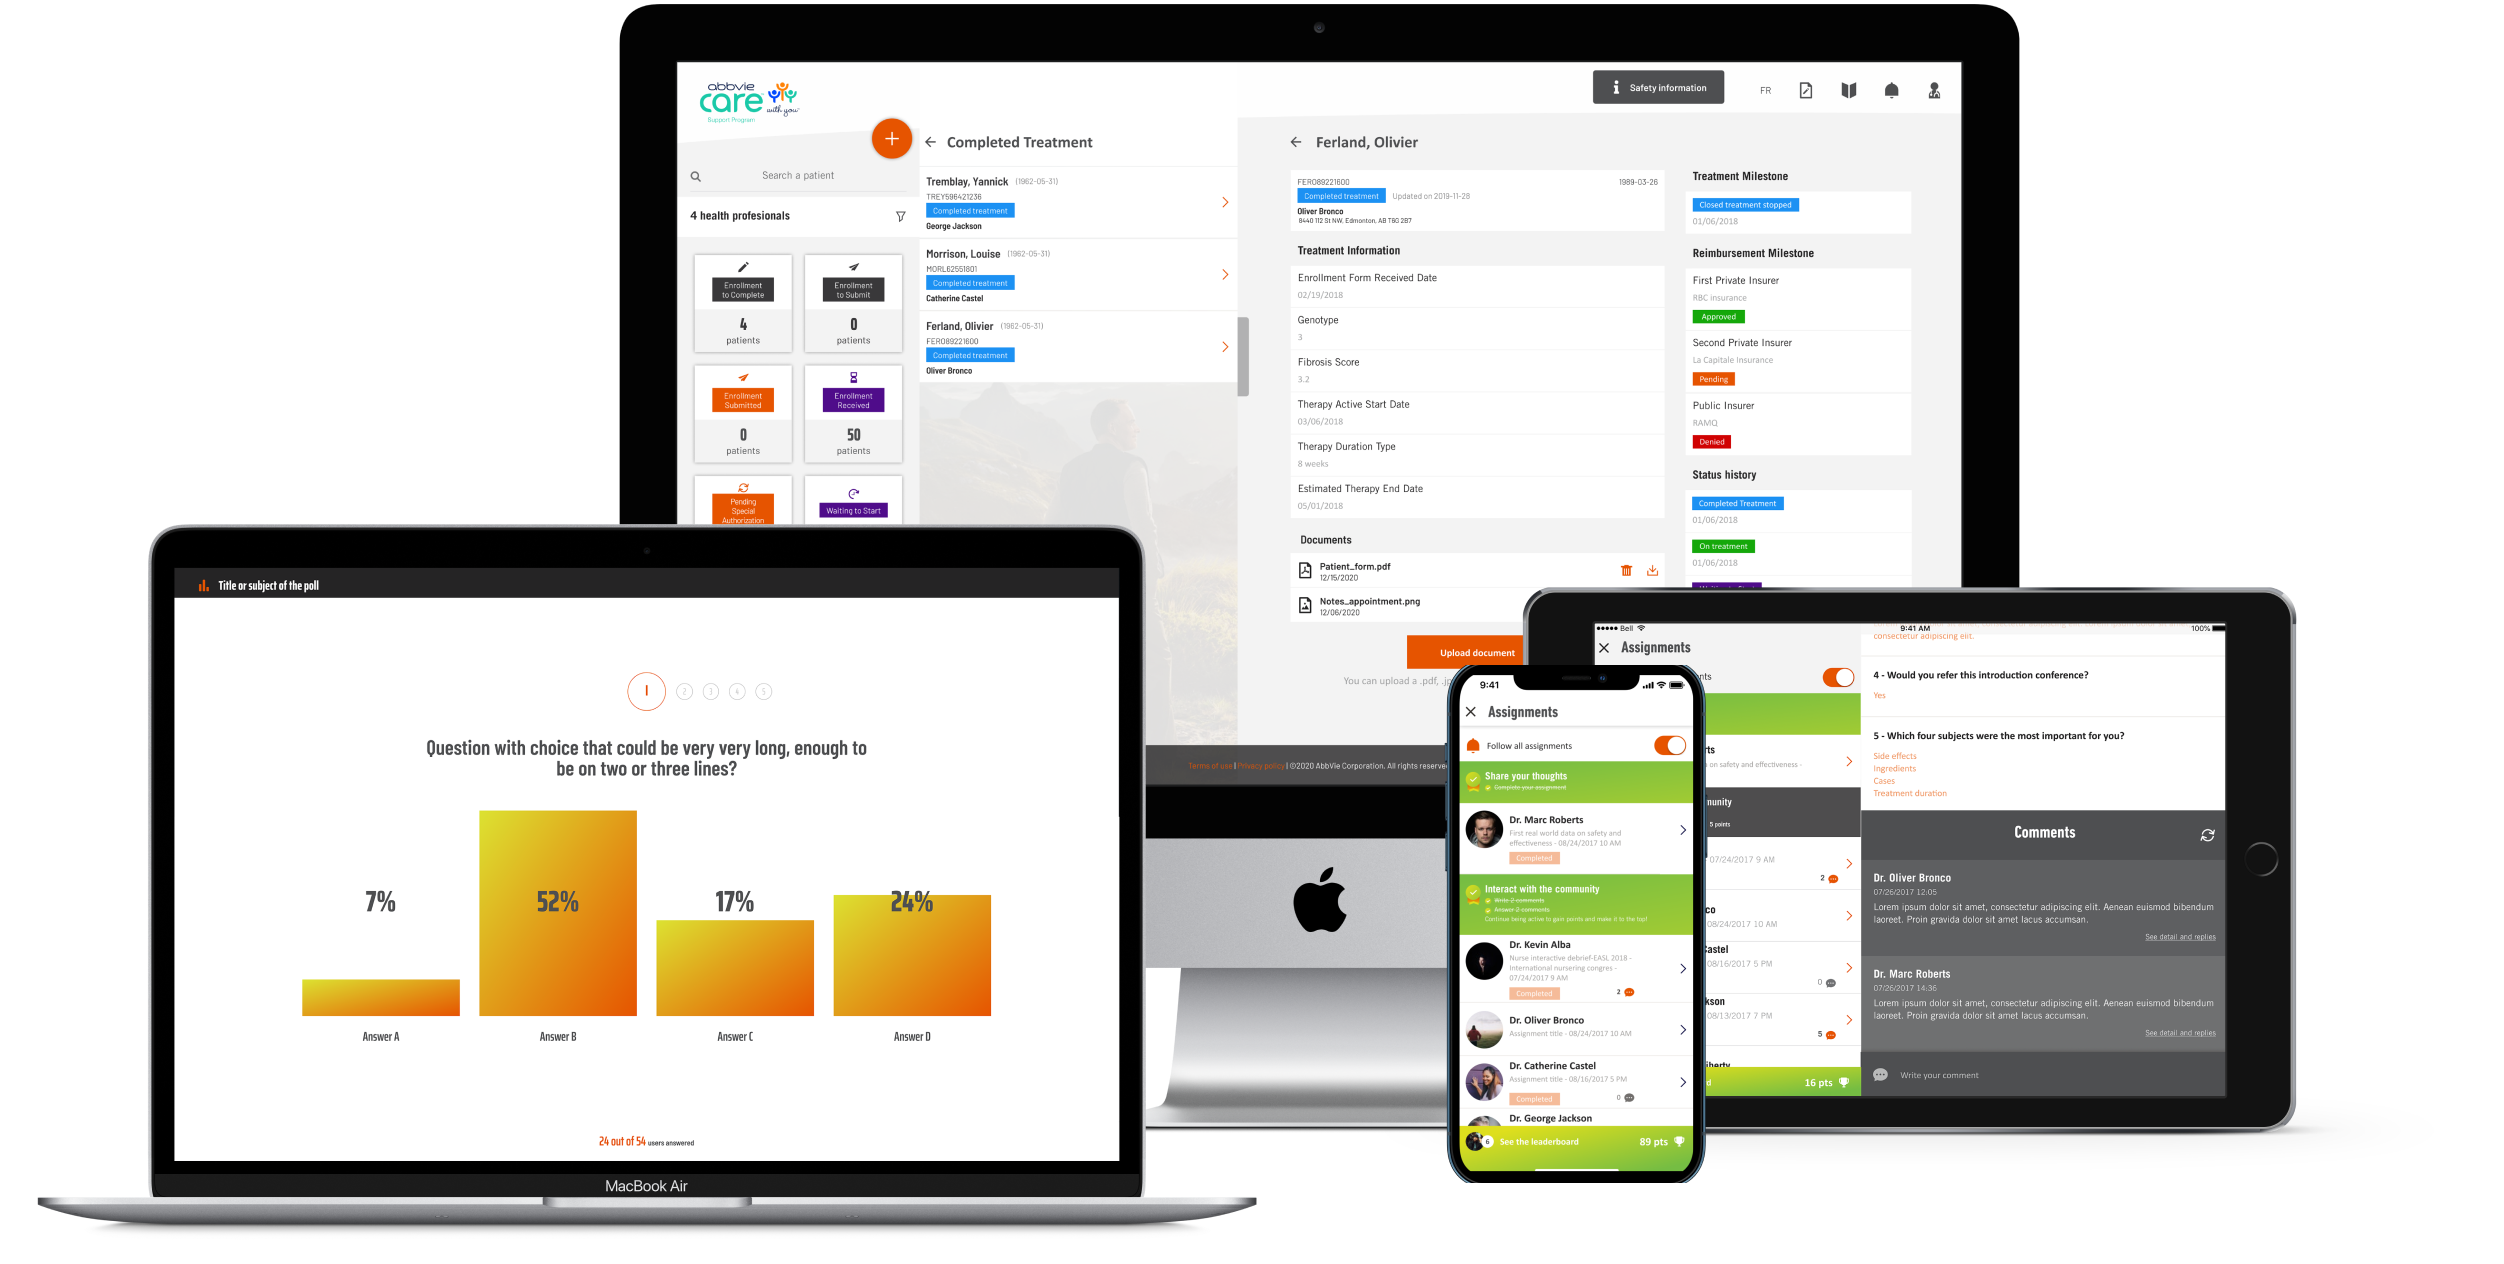 abbvie
care
with you
Support Program
Safety information
FR
Search a patient
4 health profesionals
Enrollment
to Complete
4
patients
Enrollment
to Submit
0
patients
Enrollment
Submitted
0
patients
Enrollment
Received
50
patients
Pending
Special
Authorization
Waiting to Start
Completed Treatment
Tremblay, Yannick (1962-05-31)
TREY596421236
Completed treatment
George Jackson
Morrison, Louise (1962-05-31)
MORL62551801
Completed treatment
Catherine Castel
Ferland, Olivier (1962-05-31)
FERO89221600
Completed treatment
Oliver Bronco
Ferland, Olivier
FERO89221600 1989-03-26
Completed treatment Updated on 2019-11-28
Oliver Bronco
8440 112 St NW, Edmonton, AB T6G 2B7
Treatment Information
Enrollment Form Received Date
02/19/2018
Genotype
3
Fibrosis Score
3.2
Therapy Active Start Date
03/06/2018
Therapy Duration Type
8 weeks
Estimated Therapy End Date
05/01/2018
Documents
Patient_form.pdf
12/15/2020
Notes_appointment.png
12/06/2020
Upload document
You can upload a .pdf,
Treatment Milestone
Closed treatment stopped
01/06/2018
Reimbursement Milestone
First Private Insurer
RBC insurance
Approved
Second Private Insurer
La Capitale Insurance
Pending
Public Insurer
RAMQ
Denied
Status history
Completed Treatment
01/06/2018
On treatment
01/06/2018
Terms of use | Privacy policy | ©2020 AbbVie Corporation. All rights
Title or subject of the poll
1 2 3 4 5
Question with choice that could be very very long, enough to
be on two or three lines?
7% 52% 17% 24%
Answer A Answer B Answer C Answer D
24 out of 54 users answered
MacBook Air
9:41
Assignments
Follow all assignments
Share your thoughts
Complete your assignment
Dr. Marc Roberts
First real world data on safety and
effectiveness - 08/24/2017 10 AM
Completed
Interact with the community
Write 2 comments
Answer 2 comments
Continue being active to gain points and make it to the top!
Dr. Kevin Alba
Nurse interactive debrief-EASL 2018 -
International nursering congres -
07/24/2017 9 AM
Completed 2
Dr. Oliver Bronco
Assignment title - 08/24/2017 10 AM
Dr. Catherine Castel
Assignment title - 08/16/2017 5 PM
Completed 0
Dr. George Jackson
6 See the leaderboard 89 pts
Bell 9:41 AM 100%
Assignments
on safety and effectiveness -
5 points
07/24/2017 9 AM
2
08/24/2017 10 AM
08/16/2017 5 PM
0
08/13/2017 7 PM
5
16 pts
consectetur adipiscing elit.
4 - Would you refer this introduction conference?
Yes
5 - Which four subjects were the most important for you?
Side effects
Ingredients
Cases
Treatment duration
Comments
Dr. Oliver Bronco
07/26/2017 12:05
Lorem ipsum dolor sit amet, consectetur adipiscing elit. Aenean euismod bibendum
laoreet. Proin gravida dolor sit amet lacus accumsan.
See detail and replies
Dr. Marc Roberts
07/26/2017 14:36
Lorem ipsum dolor sit amet, consectetur adipiscing elit. Aenean euismod bibendum
laoreet. Proin gravida dolor sit amet lacus accumsan.
See detail and replies
Write your comment